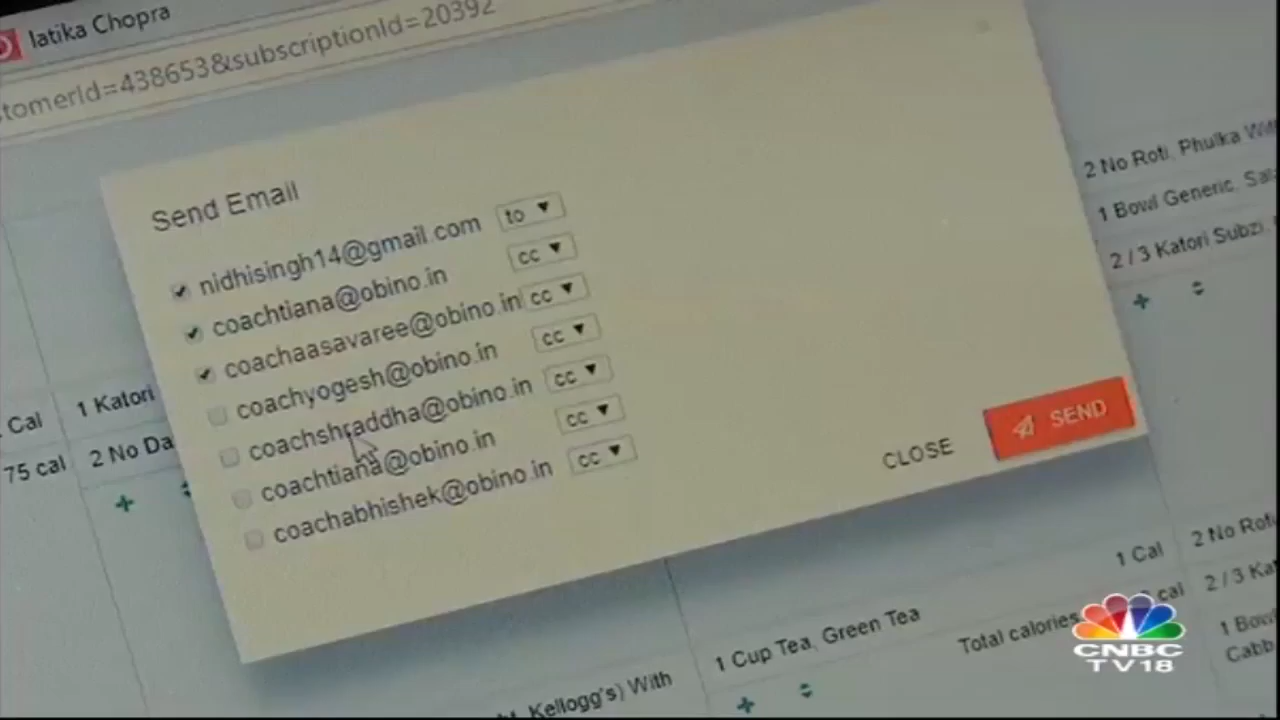 latika Chopra
tomerId=438653&subscriptionId=20392
Send Email
nidhisingh14@gmail.com to
coachtiana@obino.in cc
coachaasavaree@obino.in cc
coachyogesh@obino.in cc
coachshraddha@obino.in cc
coachtiana@obino.in cc
coachabhishek@obino.in cc
CLOSE SEND
2 No Roti, Phulka
1 Bowl Generic,
2 / 3 Katori Subzi,
Cal 1 Katori
75 cal 2 No
1 Cal
2 No
Total calories cal
2 / 3
1 Cup Tea, Green Tea
1
Kellogg's) With
CNBC
TV18